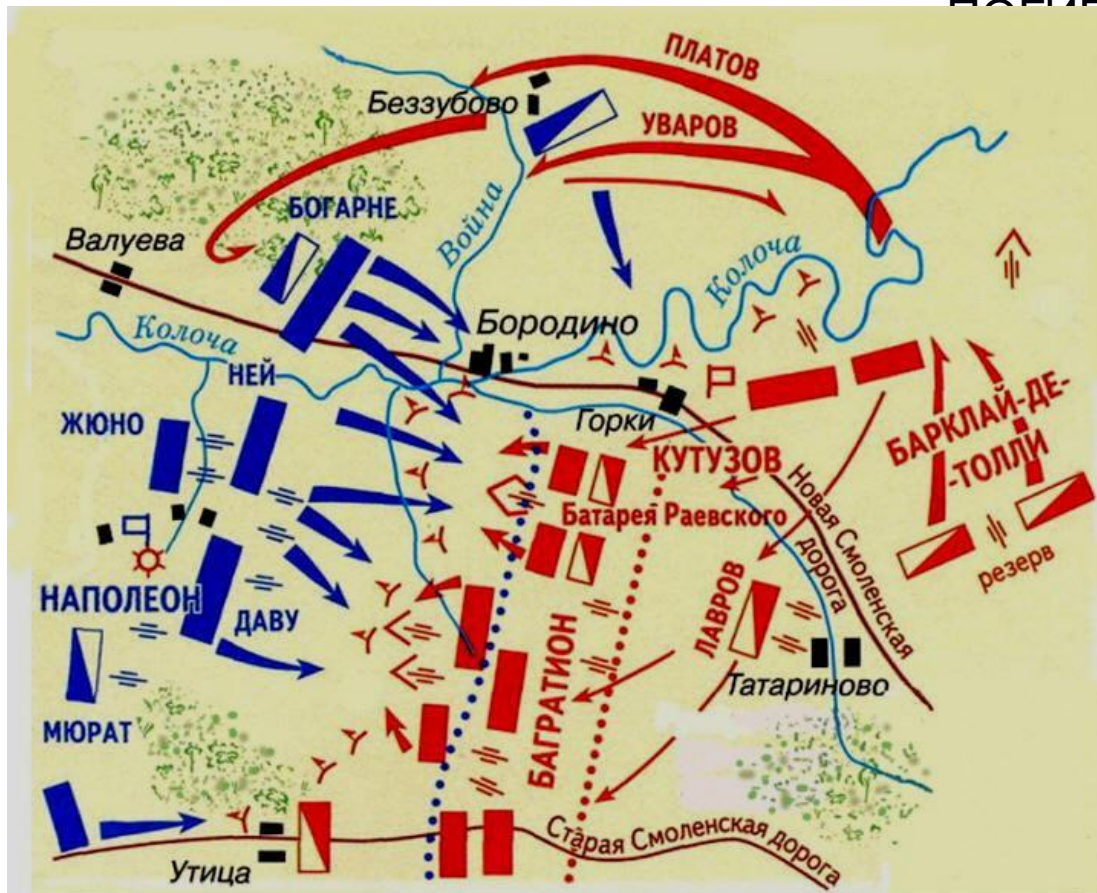 ПЛАТОВ
Беззубово
УВАРОВ
БОГАРНЕ
Война
Валуева
Колоча
Колоча
Бородино
НЕЙ
ЖЮНО
Горки
КУТУЗОВ
БАРКЛАЙ-ДЕ-
-ТОЛЛИ
Батарея Раевского
Новая Смоленская
дорога
резерв
НАПОЛЕОН
ДАВУ
ЛАВРОВ
БАГРАТИОН
Татариново
МЮРАТ
Старая Смоленская дорога
Утица